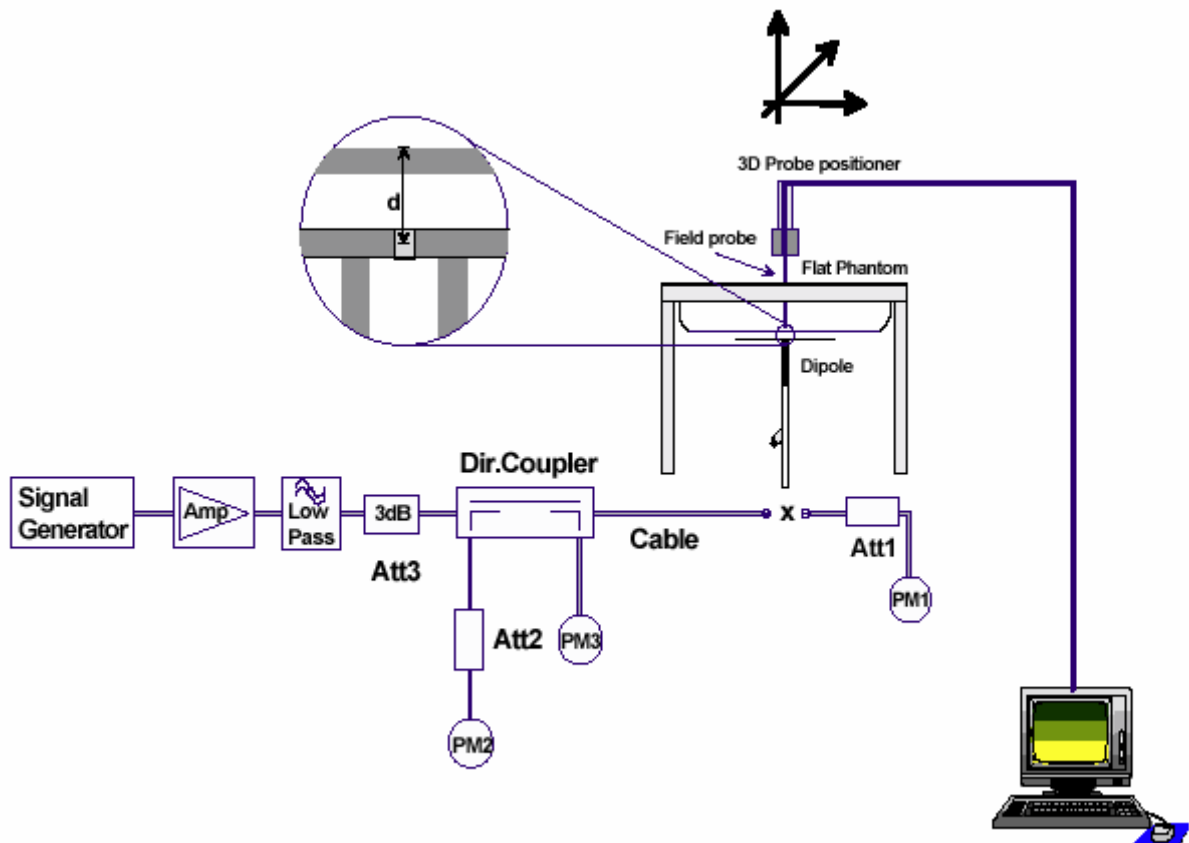 3D Probe positioner
d
Field probe
Flat Phantom
Dipole
Dir.Coupler
Signal
Generator
Amp
Low
Pass
3dB
Att3
Cable
x
Att1
PM1
Att2
PM3
PM2